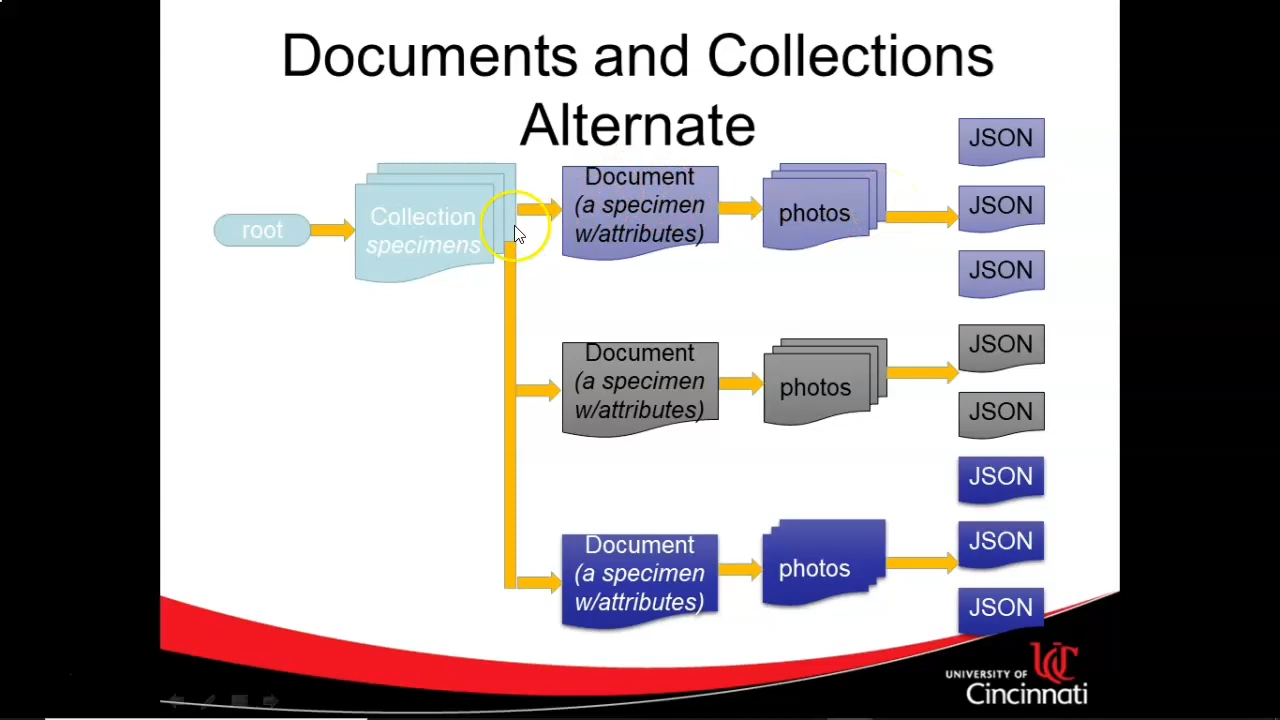 Documents and Collections
Alternate
root
Collection
specimens
Document
(a specimen
w/attributes)
photos
JSON
JSON
JSON
Document
(a specimen
w/attributes)
photos
JSON
JSON
Document
(a specimen
w/attributes)
photos
JSON
JSON
JSON
UC
UNIVERSITY OF
Cincinnati